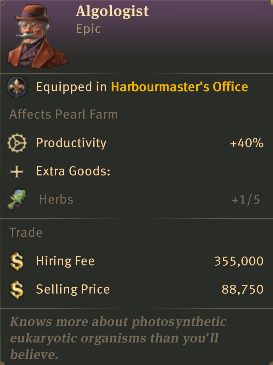 Algologist
Epic
Equipped in Harbourmaster's Office
Affects Pearl Farm
Productivity +40%
Extra Goods:
Herbs +1/5
Trade
Hiring Fee 355,000
Selling Price 88,750
Knows more about photosynthetic
eukaryotic organisms than you'll
believe.